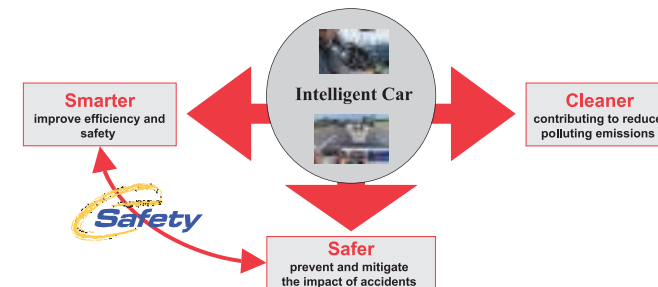 Intelligent Car
Smarter
improve efficiency and
safety
Cleaner
contributing to reduce
polluting emissions
Safety
Safer
prevent and mitigate
the impact of accidents